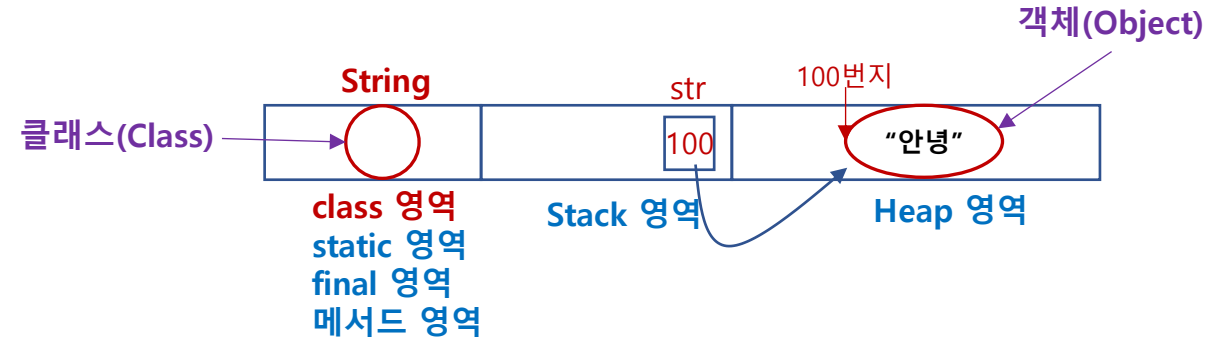 객체(Object)
String
str
100번지
클래스(Class)
100
“안녕”
class 영역
Stack 영역
Heap 영역
static 영역
final 영역
메서드 영역